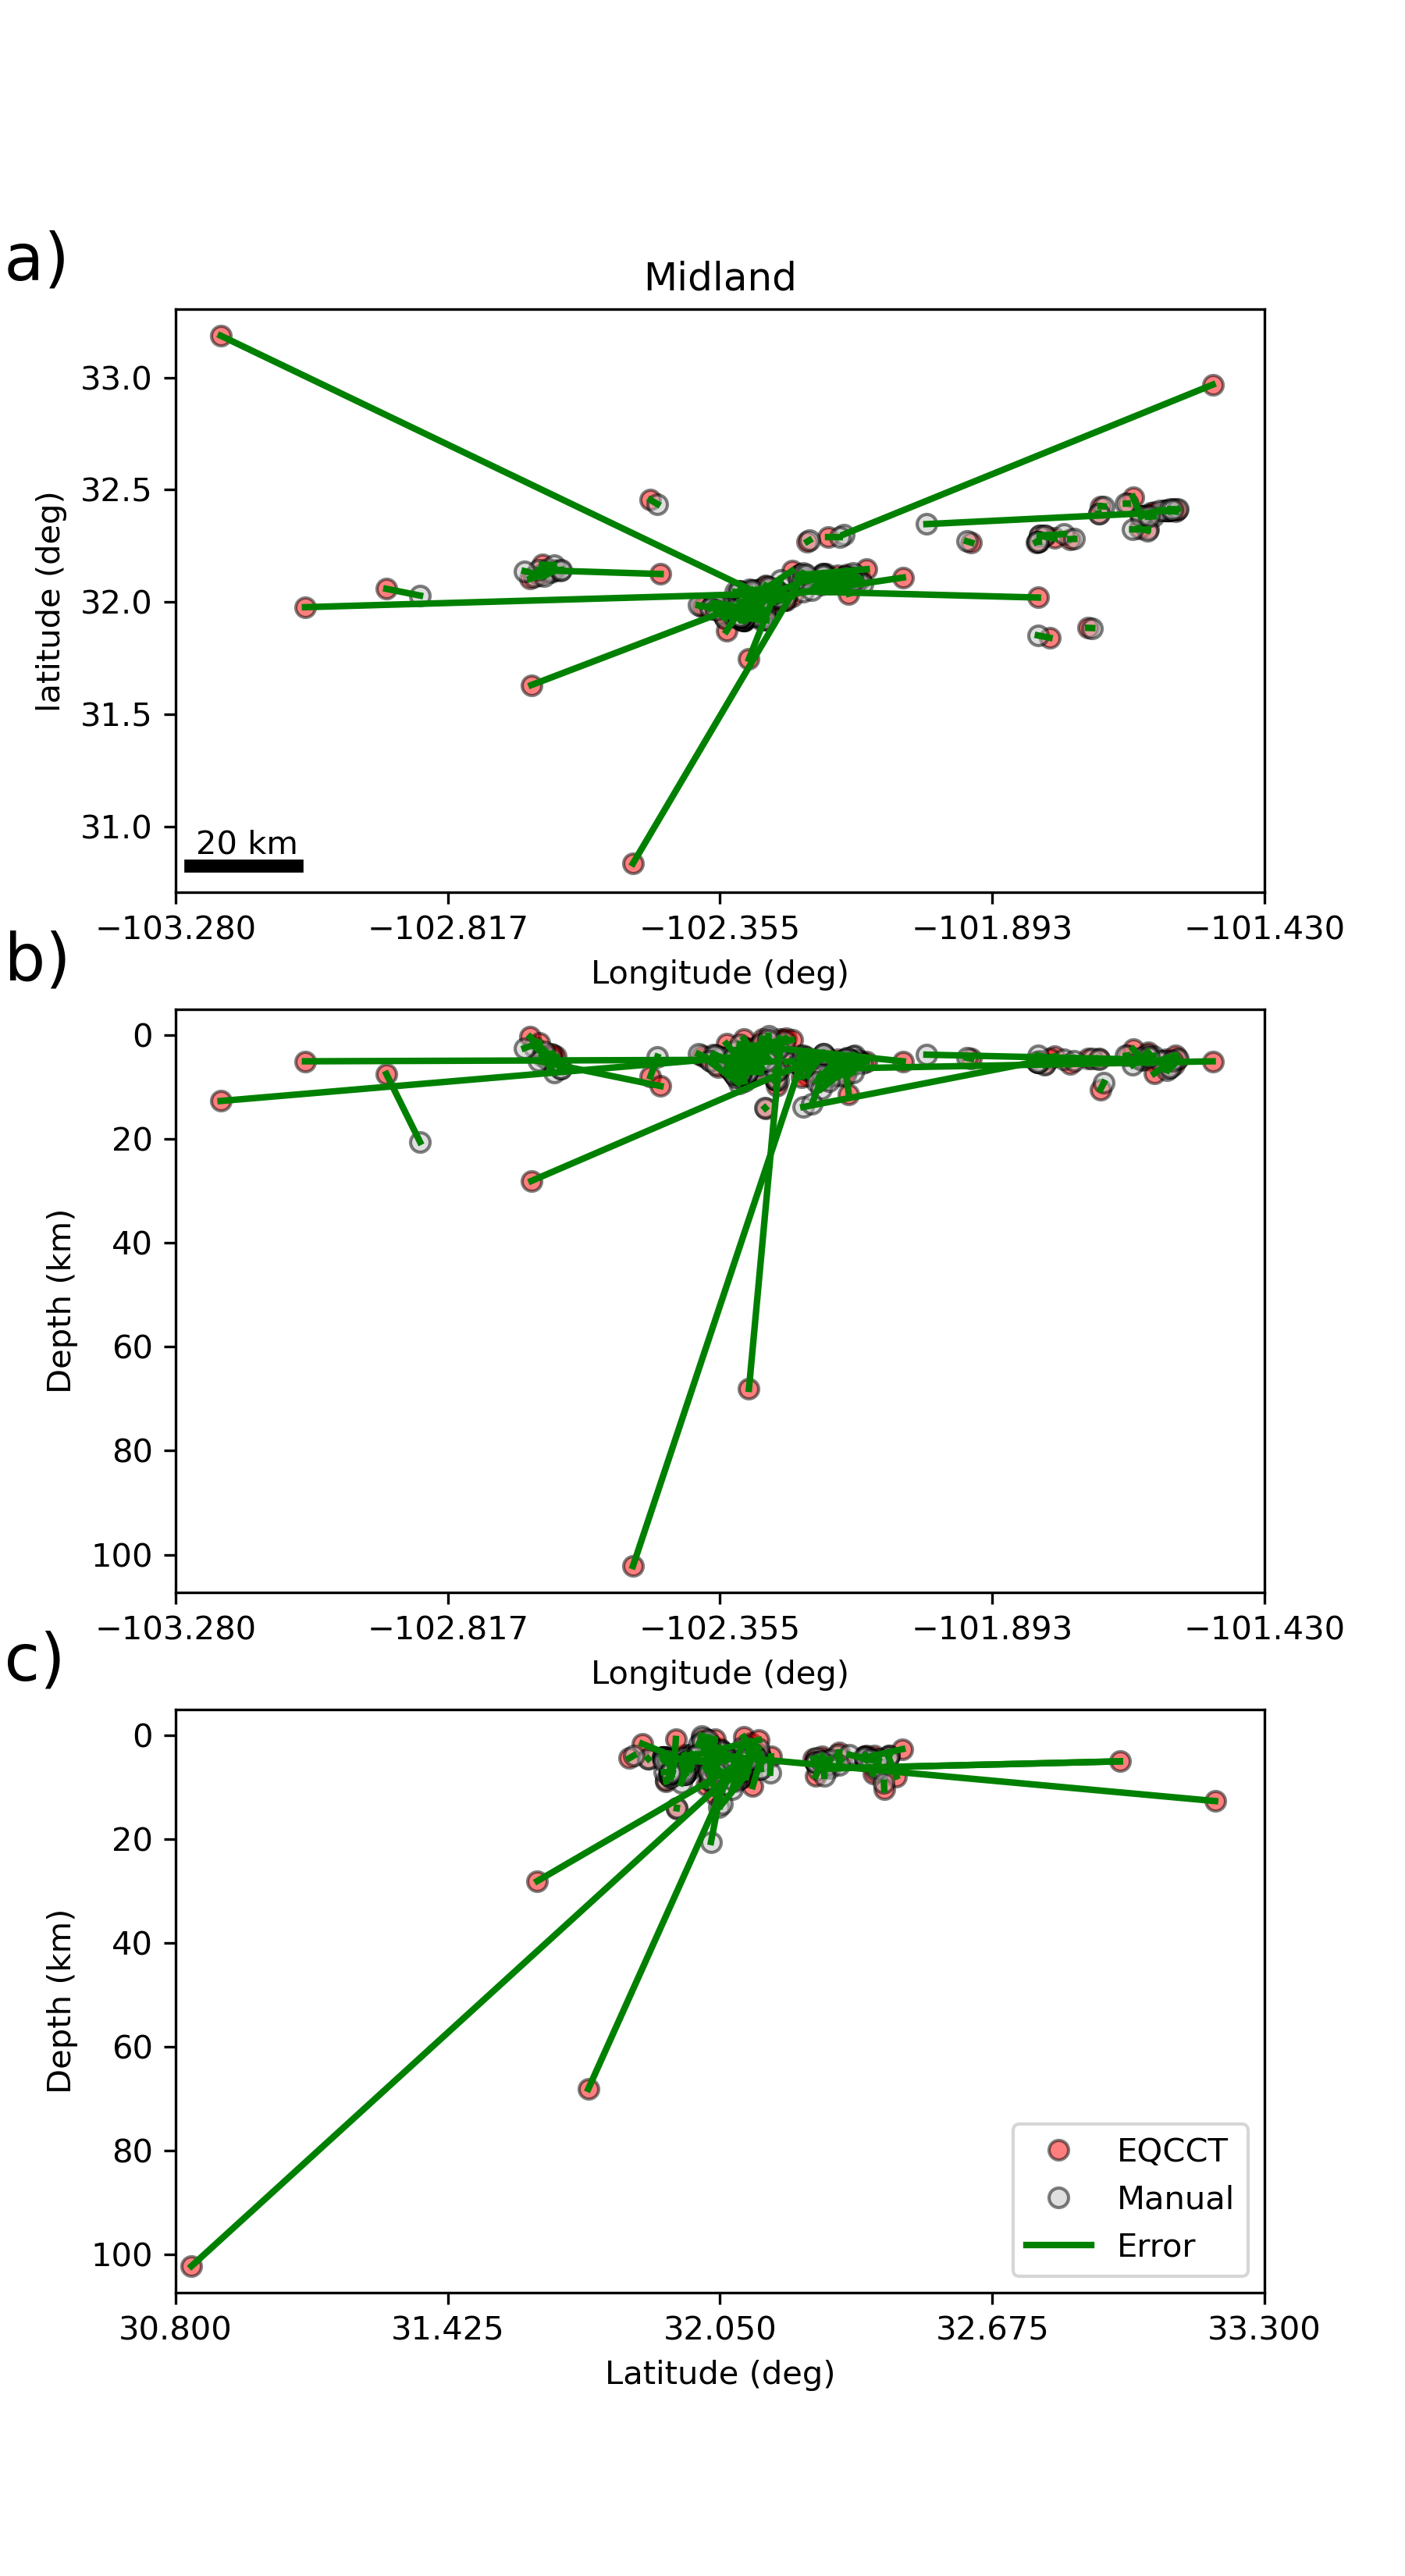 a)
Midland
33.0
32.5
32.0
31.5
31.0
latitude (deg)
20 km
−103.280 −102.817 −102.355 −101.893 −101.430
Longitude (deg)
b)
0
20
40
60
80
100
Depth (km)
−103.280 −102.817 −102.355 −101.893 −101.430
Longitude (deg)
c)
0
20
40
60
80
100
Depth (km)
EQCCT
Manual
Error
30.800 31.425 32.050 32.675 33.300
Latitude (deg)